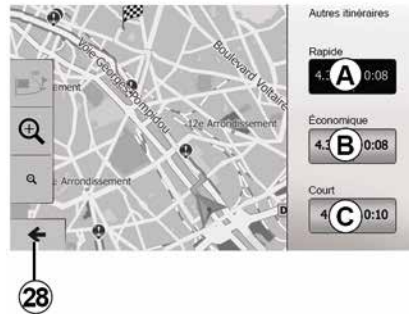 Autres itinéraires
Rapide
4. A 0:08
Économique
4. B 0:08
Court
4 C 0:10
Voie Georges Pompidou
Boulevard Voltaire
12e Arrondissement
Arrondissement
D
28